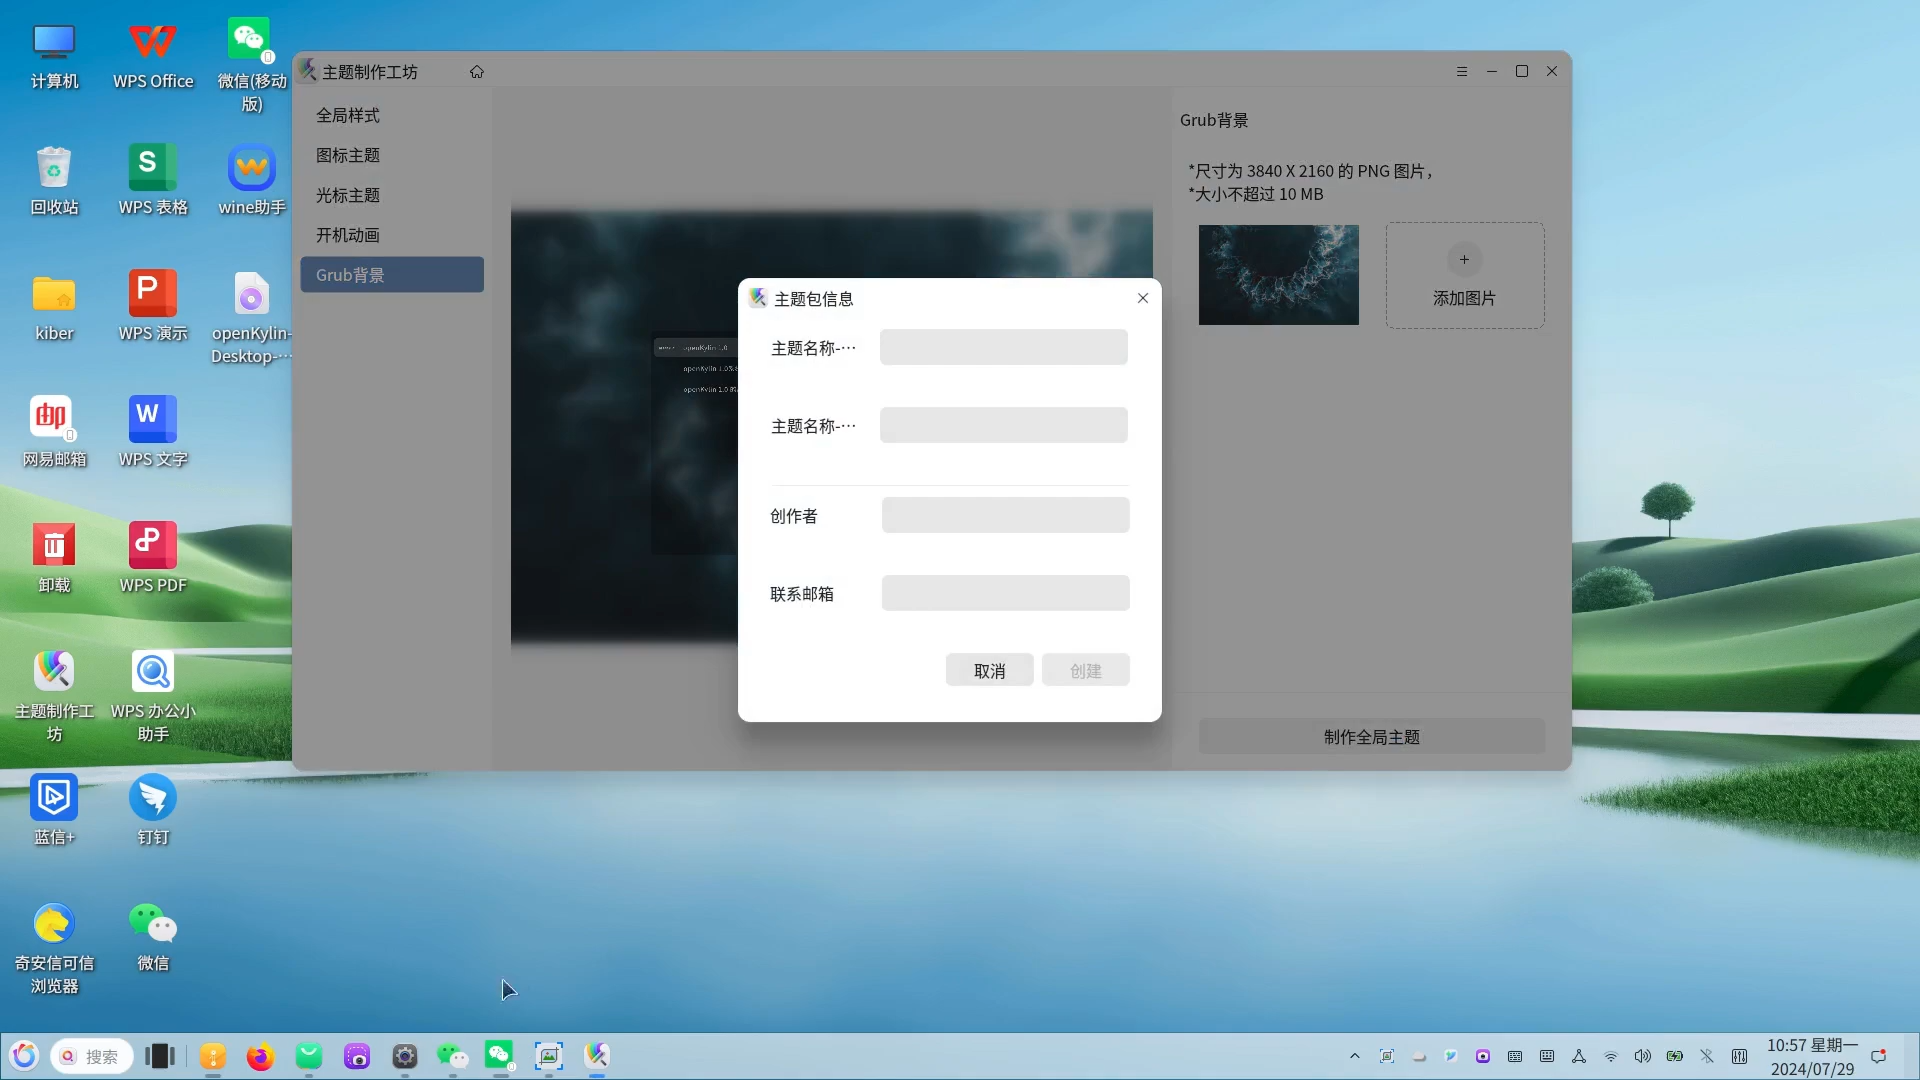 计算机
WPS Office
微信(移动
版)
回收站
WPS 表格
wine助手
kiber
WPS 演示
openKylin-
Desktop-···
网易邮箱
WPS 文字
卸载
WPS PDF
主题制作工
坊
WPS 办公小
助手
蓝信+
钉钉
奇安信可信
浏览器
微信
主题制作工坊
全局样式
图标主题
光标主题
开机动画
Grub背景
openKylin 1.0
Grub背景
*尺寸为 3840 X 2160 的 PNG 图片，
*大小不超过 10 MB
添加图片
制作全局主题
主题包信息
主题名称-···
主题名称-···
创作者
联系邮箱
取消
创建
搜索
10:57 星期一
2024/07/29